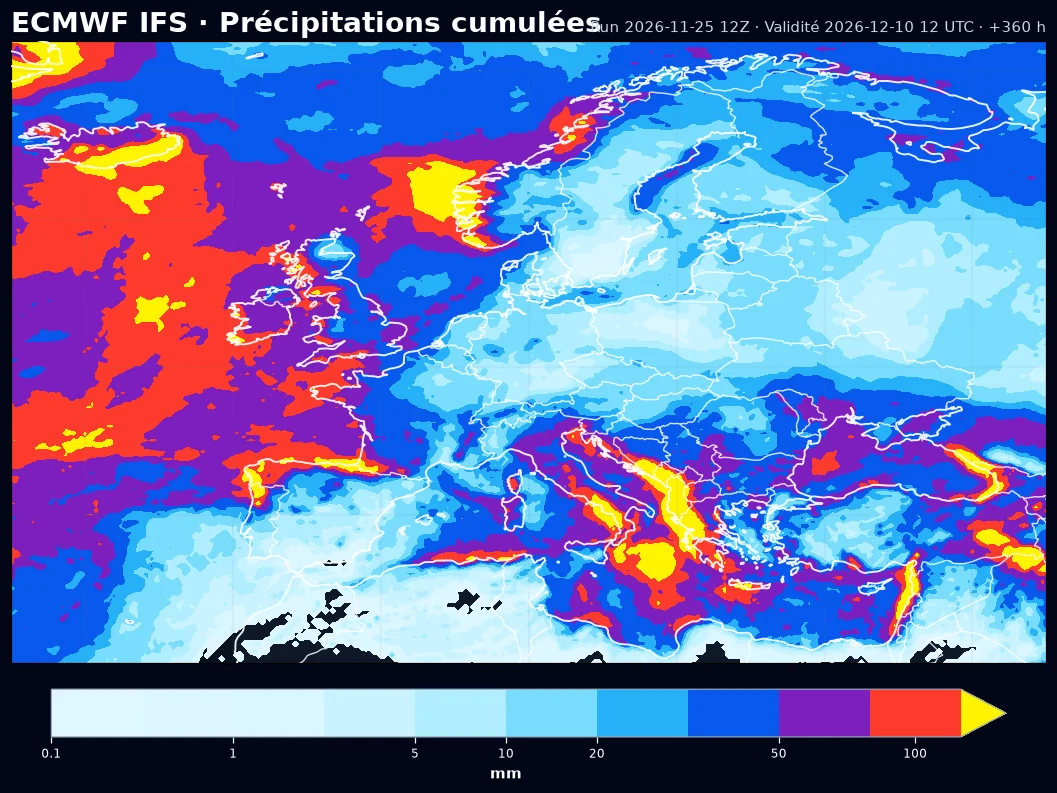 ECMWF IFS · Précipitations cumulées
Run 2026-11-25 12Z · Validité 2026-12-10 12 UTC · +360 h
0.1 1 5 10 20 50 100
mm